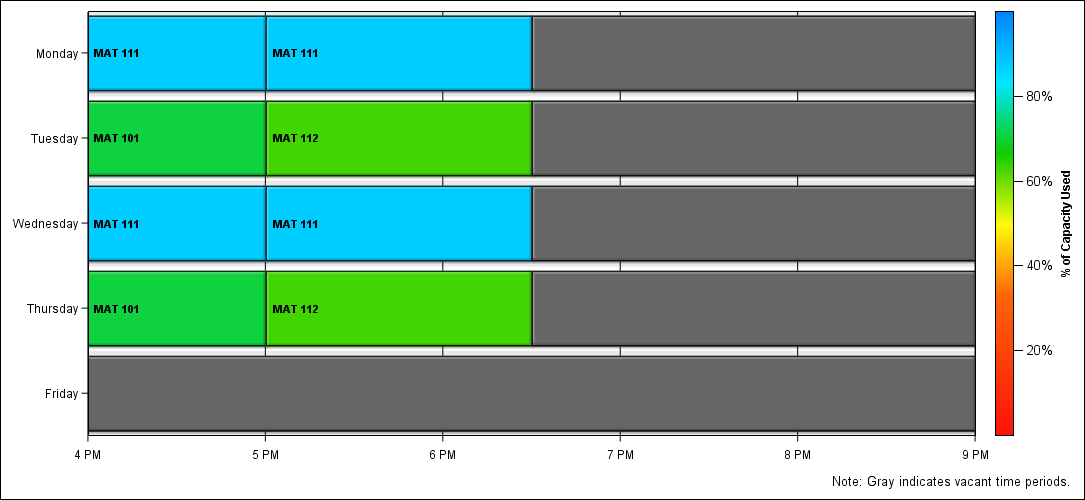 Monday
MAT 111
MAT 111
Tuesday
MAT 101
MAT 112
Wednesday
MAT 111
MAT 111
Thursday
MAT 101
MAT 112
Friday
4 PM
5 PM
6 PM
7 PM
8 PM
9 PM
80%
60%
40%
20%
% of Capacity Used
Note: Gray indicates vacant time periods.